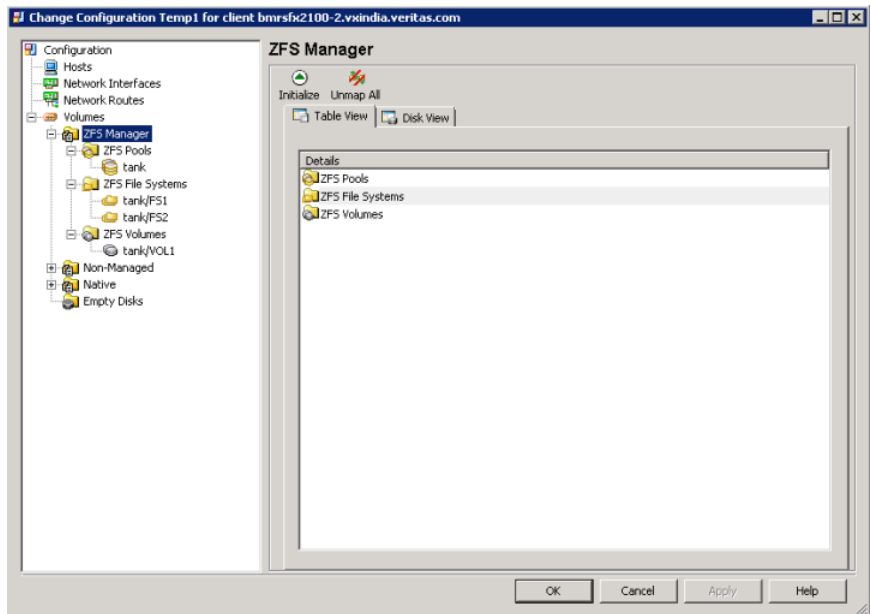 Change Configuration Temp1 for client bmrsfx2100-2.vxindia.veritas.com
Configuration
Hosts
Network Interfaces
Network Routes
Volumes
ZFS Manager
ZFS Pools
tank
ZFS File Systems
tank/FS1
tank/FS2
ZFS Volumes
tank/VOL1
Non-Managed
Native
Empty Disks
ZFS Manager
Initialize Unmap All
Table View Disk View
Details
ZFS Pools
ZFS File Systems
ZFS Volumes
OK Cancel Apply Help